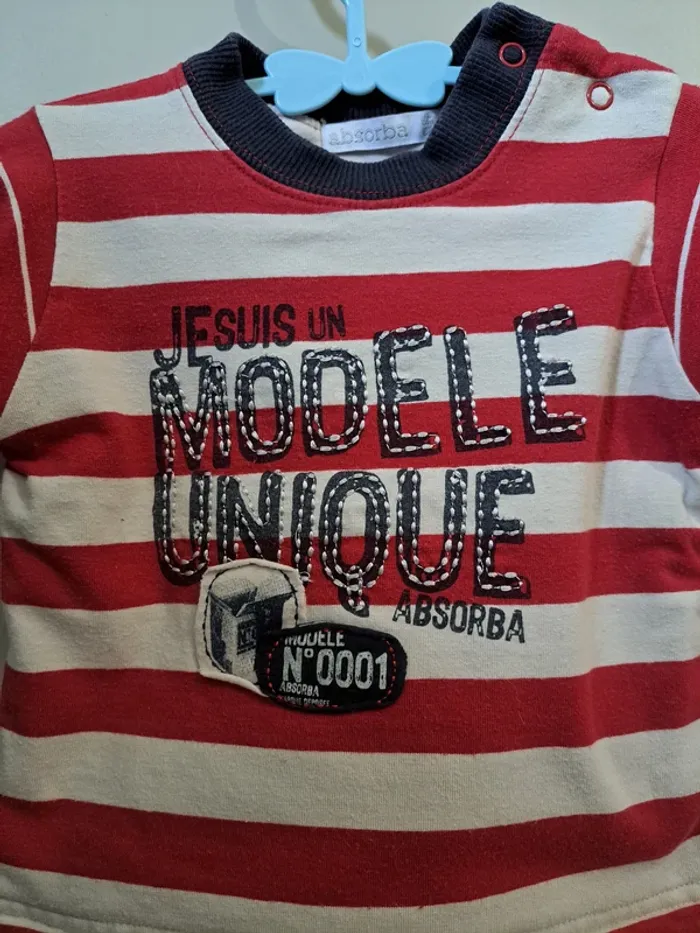 absorba
JE SUIS UN
MODELE
UNIQUE
ABSORBA
MODELE
N° 0001
ABSORBA